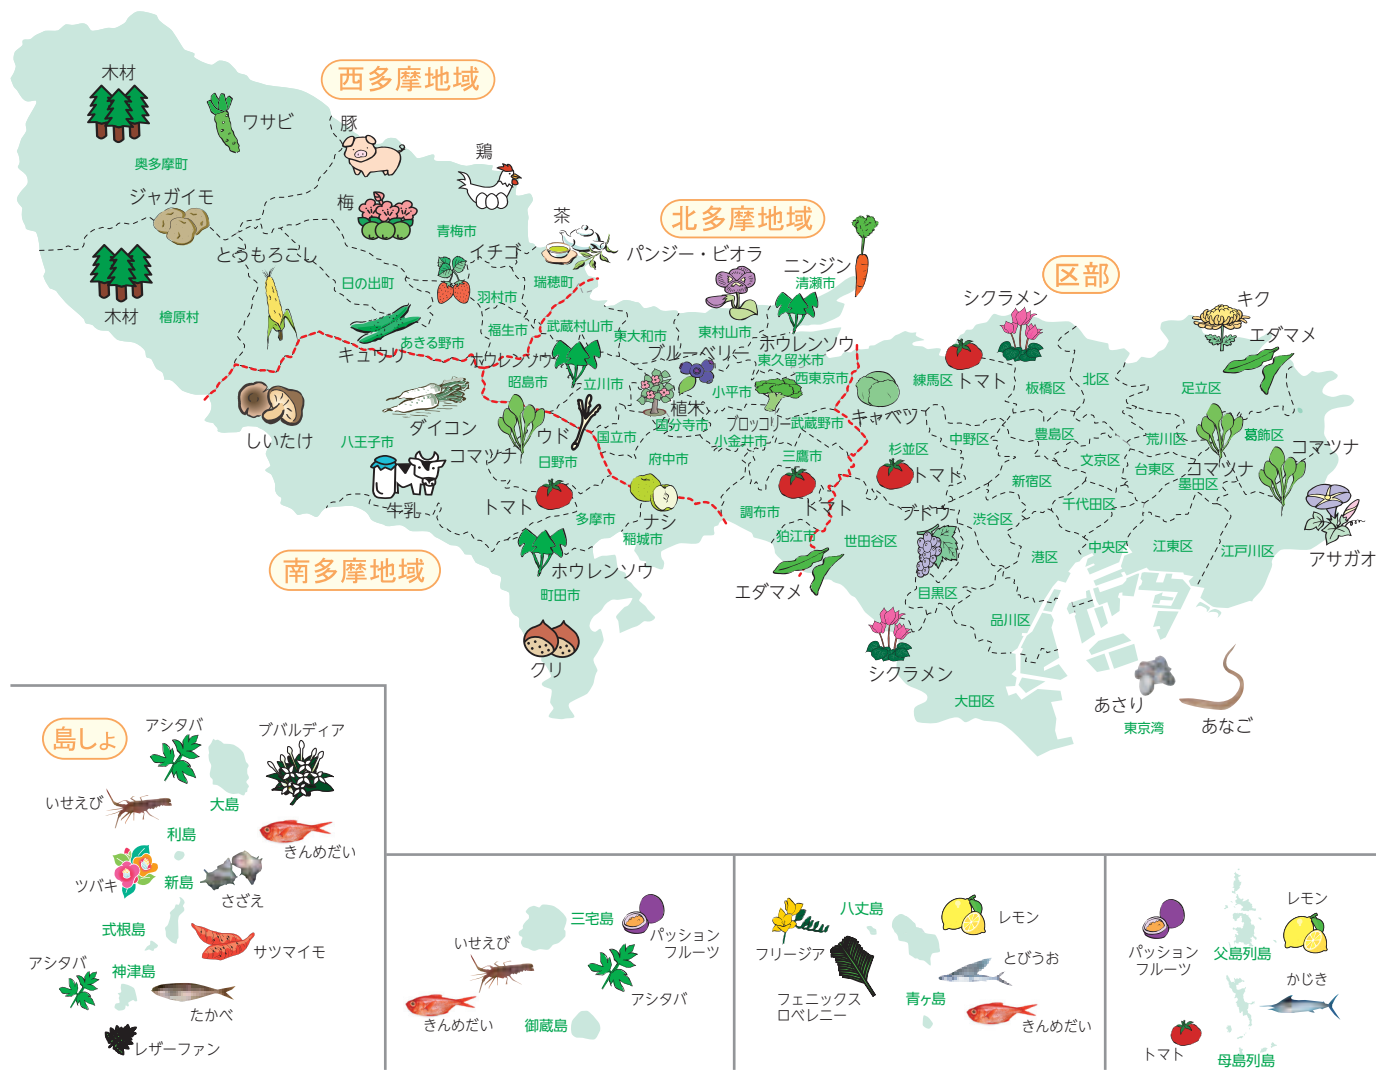 西多摩地域
木材
ワサビ
豚
鶏
奥多摩町
ジャガイモ
梅
青梅市
茶
とうもろこし
イチゴ
日の出町
羽村市
瑞穂町
木材
檜原村
キュウリ
あきる野市
福生市
北多摩地域
パンジー・ビオラ
ニンジン
清瀬市
武蔵村山市
東大和市
東村山市
ホウレンソウ
ホウレンソウ
ブルーベリー
東久留米市
昭島市
立川市
小平市
西東京市
植木
国分寺市
ブロッコリー
武蔵野市
小金井市
国立市
ウド
府中市
三鷹市
トマト
調布市
狛江市
エダマメ
しいたけ
ダイコン
八王子市
コマツナ
日野市
牛乳
トマト
多摩市
ナシ
稲城市
南多摩地域
ホウレンソウ
町田市
クリ
区部
シクラメン
キク
エダマメ
練馬区
トマト
板橋区
北区
足立区
キャベツ
中野区
豊島区
荒川区
葛飾区
コマツナ
杉並区
トマト
文京区
台東区
コマツナ
墨田区
新宿区
千代田区
ブドウ
渋谷区
世田谷区
港区
中央区
江東区
江戸川区
アサガオ
目黒区
品川区
シクラメン
大田区
あさり
東京湾
あなご
島しょ
アシタバ
ブバルディア
いせえび
大島
利島
きんめだい
ツバキ
新島
さざえ
式根島
サツマイモ
アシタバ
神津島
たかべ
レザーファン
三宅島
パッション
フルーツ
いせえび
アシタバ
きんめだい
御蔵島
八丈島
レモン
フリージア
とびうお
フェニックス
ロベレニー
青ヶ島
きんめだい
レモン
パッション
フルーツ
父島列島
かじき
トマト
母島列島